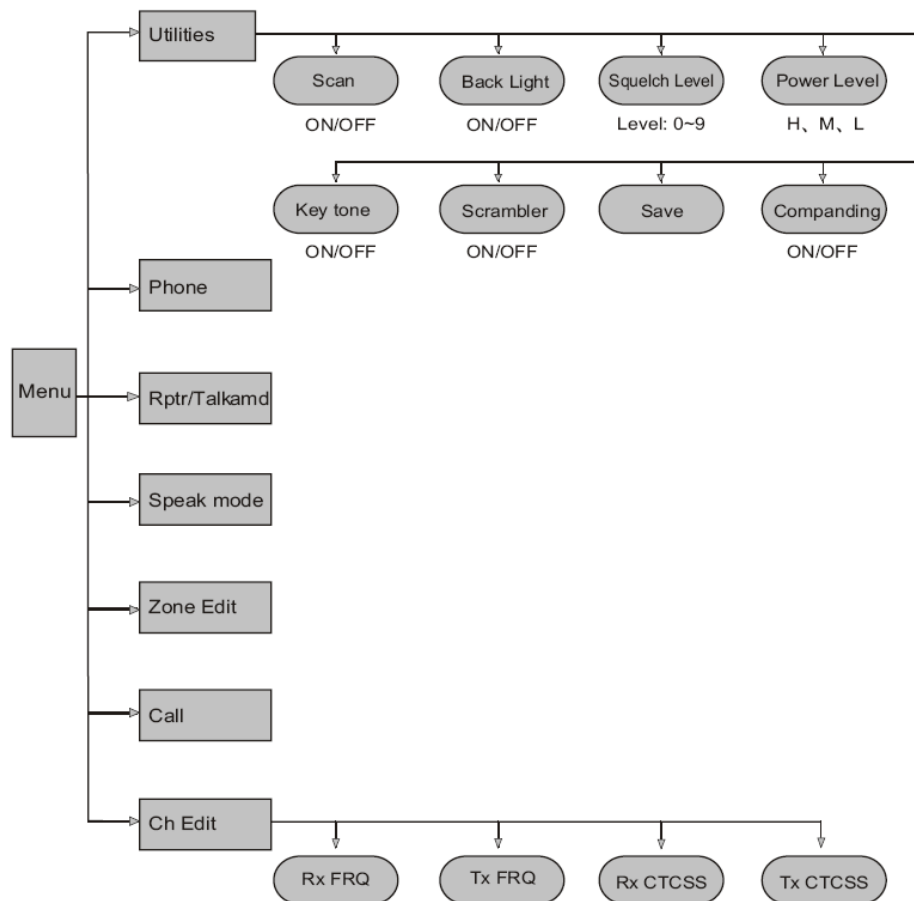 Utilities
Scan
Back Light
Squelch Level
Power Level
ON/OFF
ON/OFF
Level: 0~9
H、M、L
Key tone
Scrambler
Save
Companding
ON/OFF
ON/OFF
ON/OFF
Phone
Menu
Rptr/Talkamd
Speak mode
Zone Edit
Call
Ch Edit
Rx FRQ
Tx FRQ
Rx CTCSS
Tx CTCSS